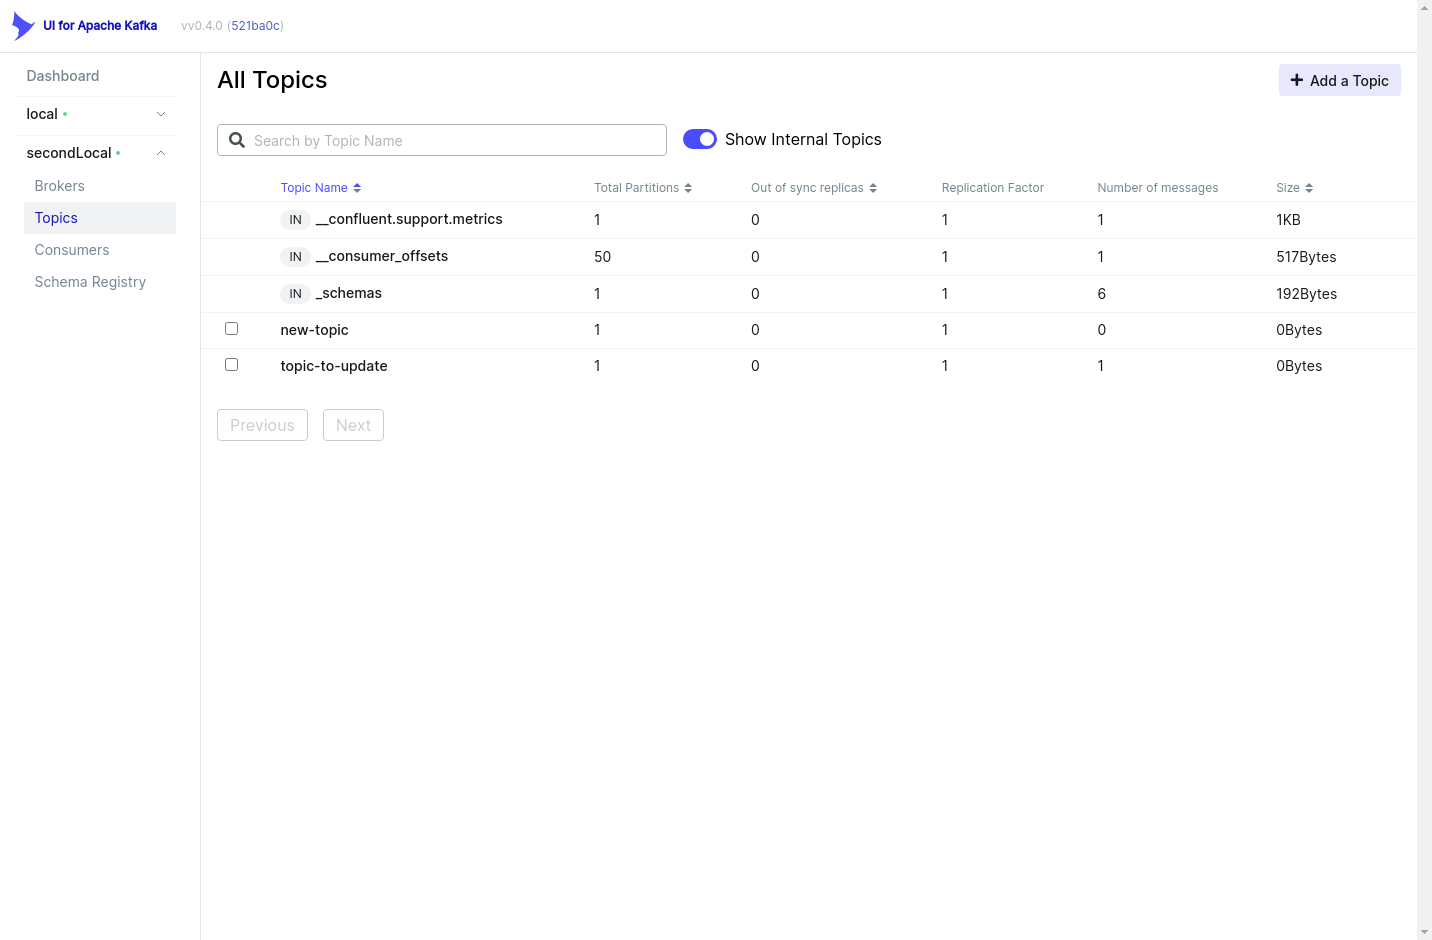 UI for Apache Kafka vv0.4.0 (521ba0c)
Dashboard
local
secondLocal
Brokers
Topics
Consumers
Schema Registry
All Topics
Add a Topic
Search by Topic Name
Show Internal Topics
Topic Name Total Partitions Out of sync replicas Replication Factor Number of messages Size
IN __confluent.support.metrics 1 0 1 1 1KB
IN __consumer_offsets 50 0 1 1 517Bytes
IN _schemas 1 0 1 6 192Bytes
new-topic 1 0 1 0 0Bytes
topic-to-update 1 0 1 1 0Bytes
Previous Next